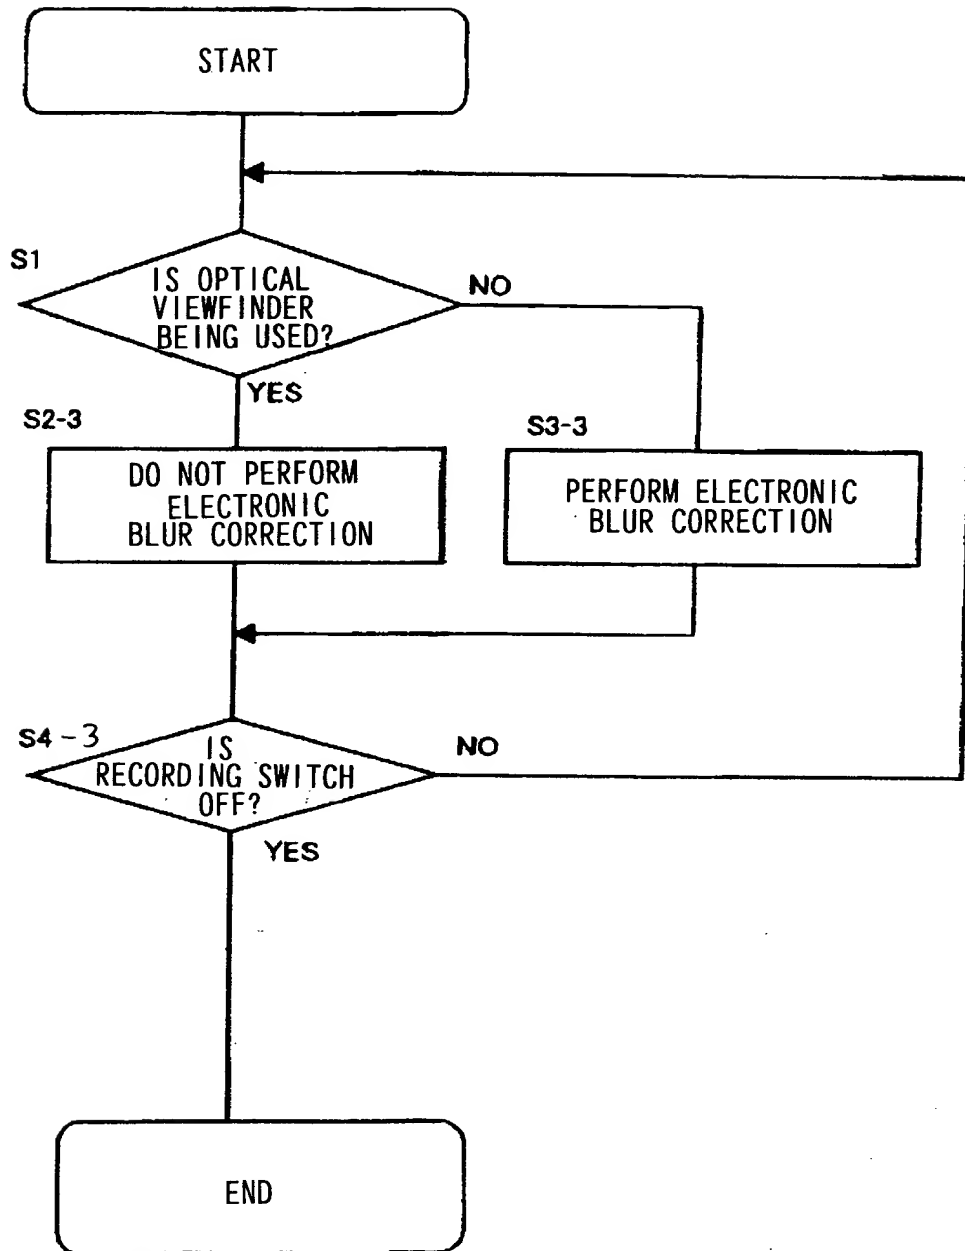 START
S1
IS OPTICAL
VIEWFINDER
BEING USED?
NO
YES
S2-3
DO NOT PERFORM
ELECTRONIC
BLUR CORRECTION
S3-3
PERFORM ELECTRONIC
BLUR CORRECTION
S4-3
IS
RECORDING SWITCH
OFF?
NO
YES
END